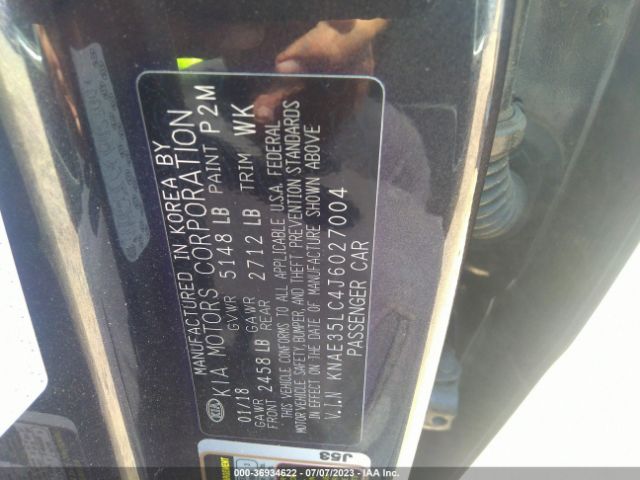 MANUFACTURED IN KOREA BY
KIA KIA MOTORS CORPORATION
01/18 GVWR 5148 LB PAINT P2M
GAWR FRONT 2458 LB GAWR REAR 2712 LB TRIM WK
THIS VEHICLE CONFORMS TO ALL APPLICABLE U.S.A. FEDERAL
MOTOR VEHICLE SAFETY, BUMPER, AND THEFT PREVENTION STANDARDS
IN EFFECT ON THE DATE OF MANUFACTURE SHOWN ABOVE
V.I.N KNAE35LC4J6027004
PASSENGER CAR
J53
000-36934622 - 07/07/2023 - IAA Inc.